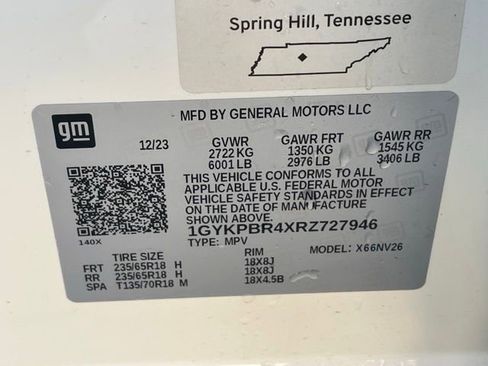 Spring Hill, Tennessee
gm
MFD BY GENERAL MOTORS LLC
12/23 GVWR GAWR FRT GAWR RR
2722 KG 1350 KG 1545 KG
6001 LB 2976 LB 3406 LB
THIS VEHICLE CONFORMS TO ALL
APPLICABLE U.S. FEDERAL MOTOR
VEHICLE SAFETY STANDARDS IN EFFECT
ON THE DATE OF MANUFACTURE
SHOWN ABOVE.
1GYKPBR4XRZ727946
140X TYPE: MPV MODEL: X66NV26
TIRE SIZE RIM
FRT 235/65R18 H 18X8J
RR 235/65R18 H 18X8J
SPA T135/70R18 M 18X4.5B